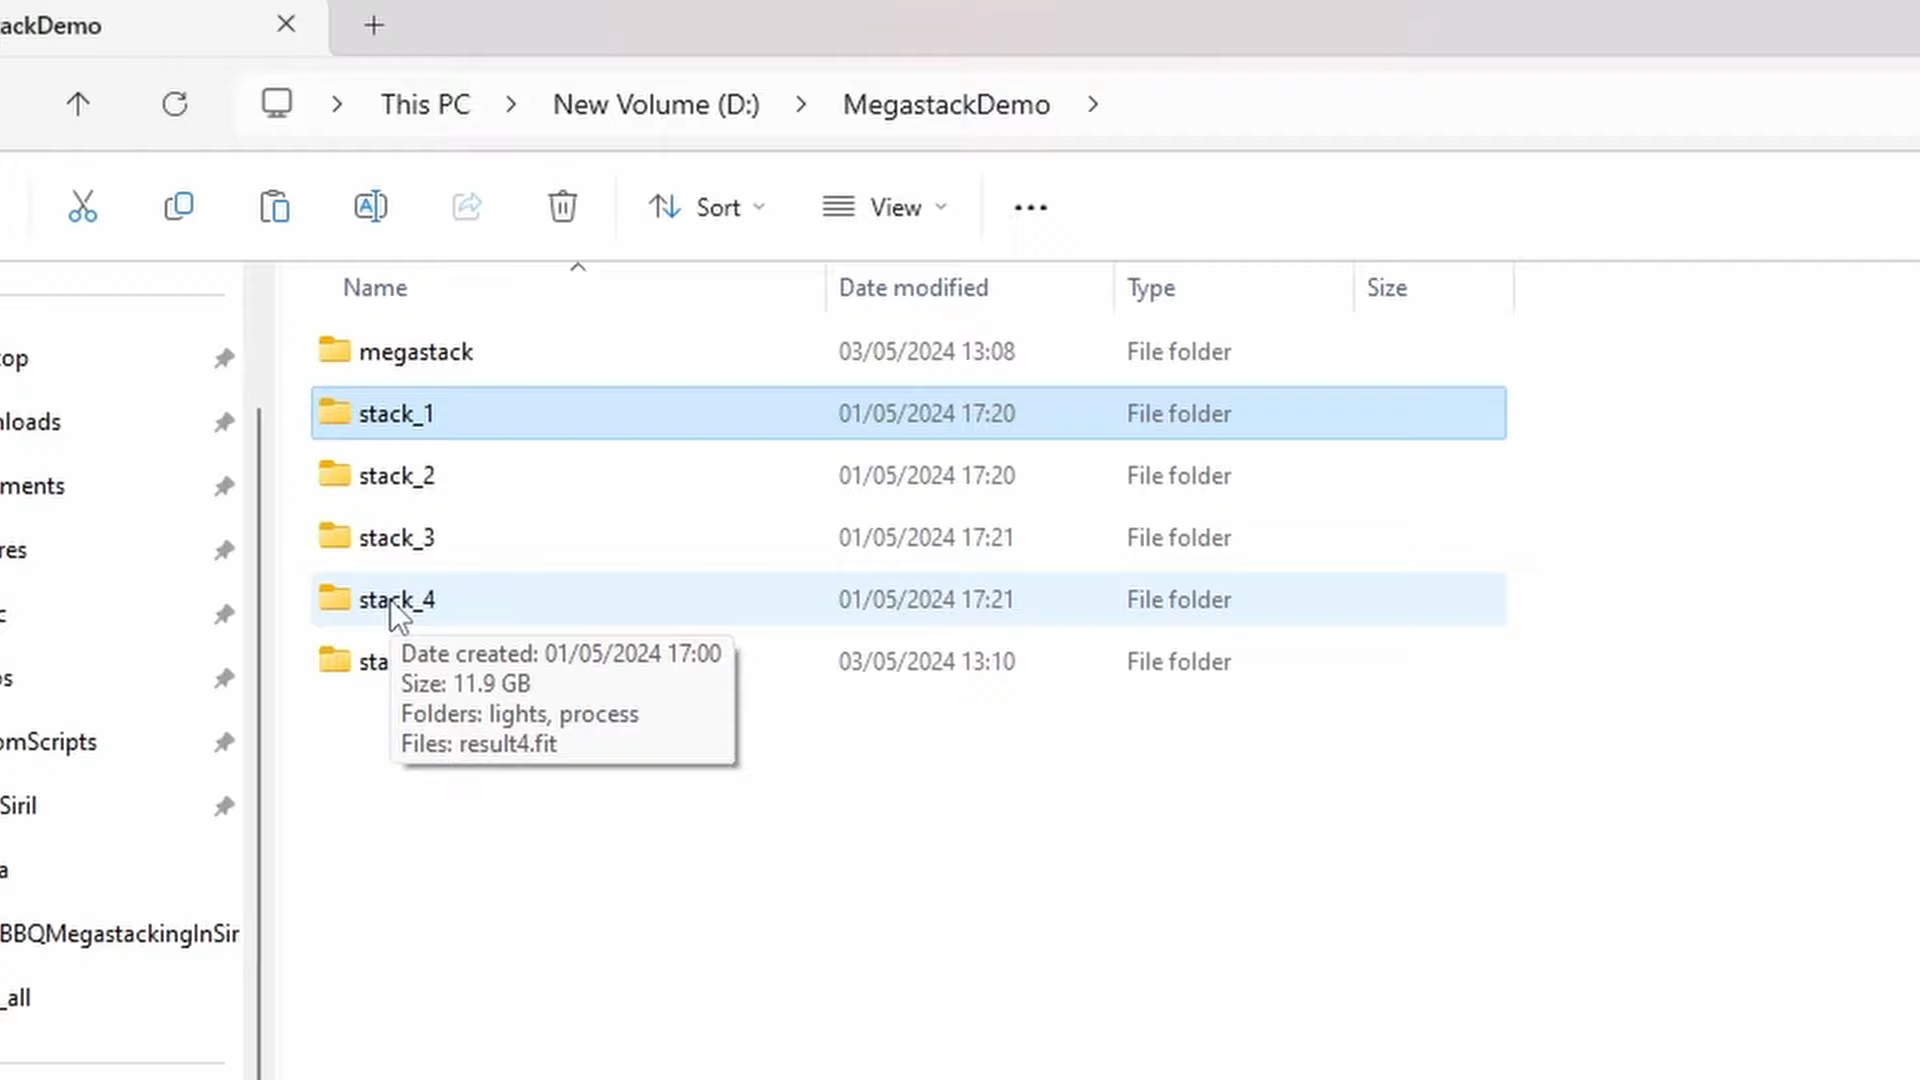 ackDemo
This PC > New Volume (D:) > MegastackDemo >
Sort
View
Name
Date modified
Type
Size
megastack 03/05/2024 13:08 File folder
stack_1 01/05/2024 17:20 File folder
stack_2 01/05/2024 17:20 File folder
stack_3 01/05/2024 17:21 File folder
stack_4 01/05/2024 17:21 File folder
sta 03/05/2024 13:10 File folder
Date created: 01/05/2024 17:00
Size: 11.9 GB
Folders: lights, process
Files: result4.fit
top
nloads
ments
res
c
os
omScripts
Siril
a
BBQMegastackingInSir
_all